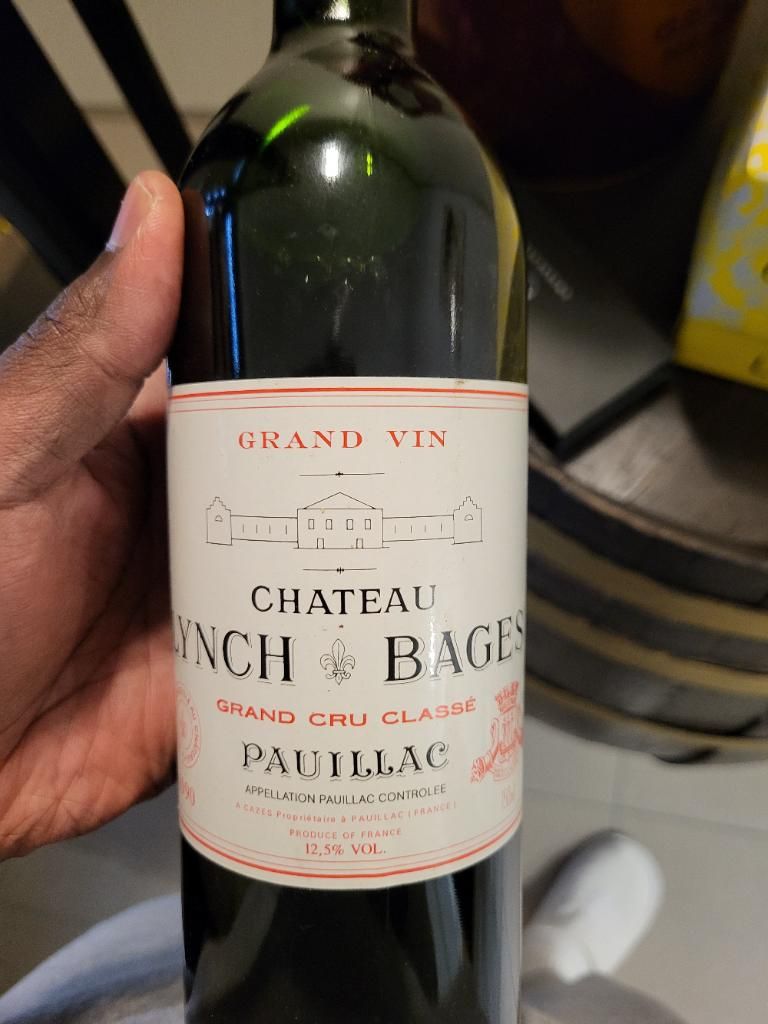 GRAND VIN
CHATEAU
LYNCH BAGES
GRAND CRU CLASSÉ
PAUILLAC
APPELLATION PAUILLAC CONTROLÉE
A CAZES Propriétaire à PAUILLAC (FRANCE)
PRODUCE OF FRANCE
12,5% VOL.